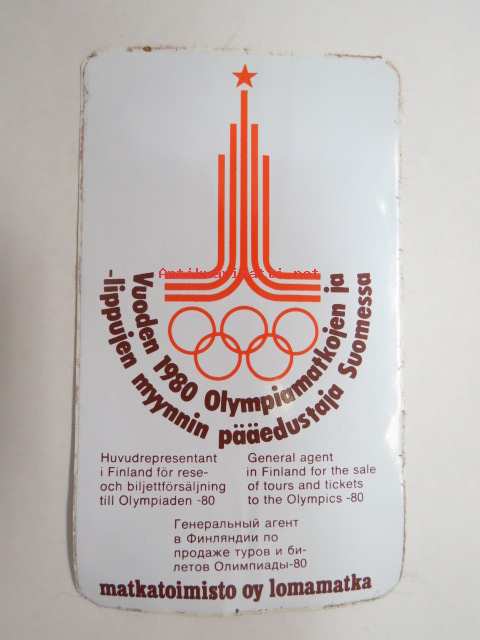 Antikvariaatti.net
Vuoden 1980 Olympiamatkojen ja
-lippujen myynnin pääedustaja Suomessa
Huvudrepresentant
i Finland för rese-
och biljettförsäljning
till Olympiaden -80
General agent
in Finland for the sale
of tours and tickets
to the Olympics -80
Генеральный агент
в Финляндии по
продаже туров и би-
летов Олимпиады-80
matkatoimisto oy lomamatka